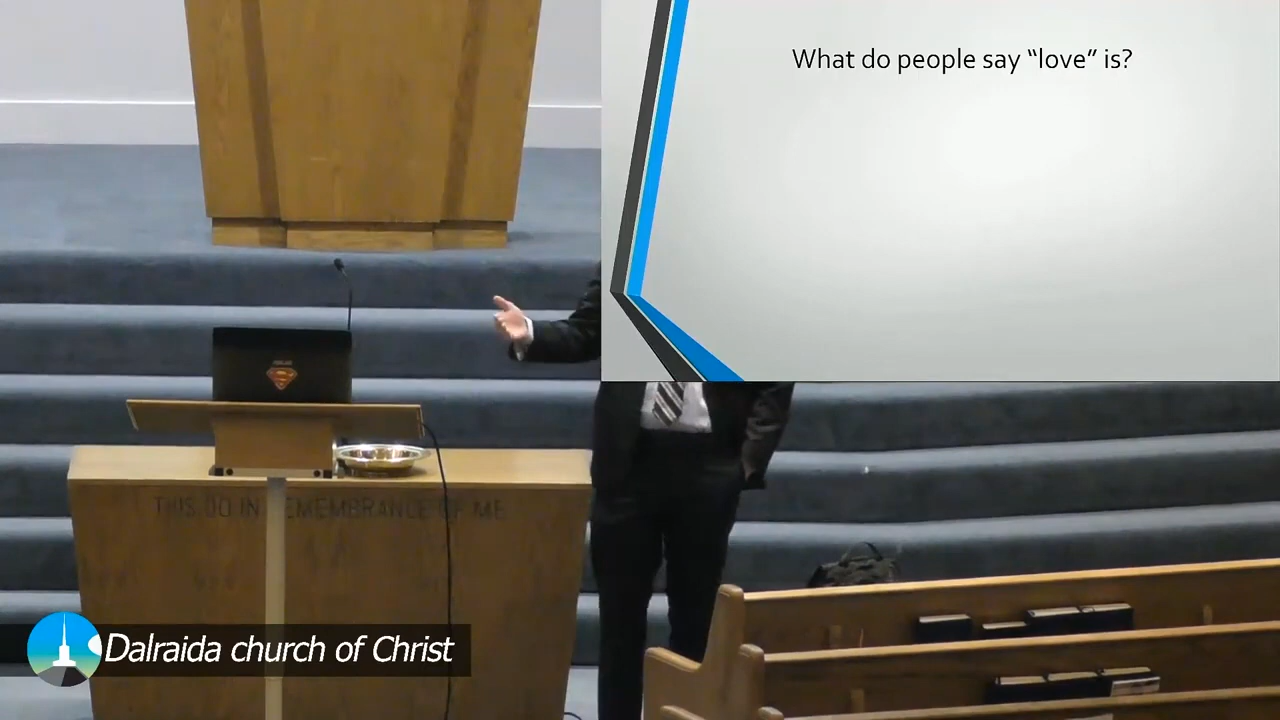 What do people say “love” is?
THIS DO IN REMEMBRANCE OF ME
Dalraida church of Christ